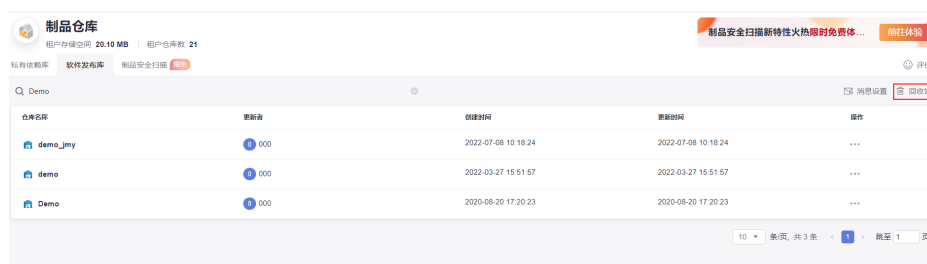 制品仓库
租户存储空间 20.10 MB 租户仓库数 21
制品安全扫描新特性火热限时免费体... 前往体验
私有依赖库 软件发布库 制品安全扫描
Demo
消息设置 回收
仓库名称 更新者 创建时间 更新时间 操作
demo_jmy 0 000 2022-07-08 10:18:24 2022-07-08 10:18:24 ...
demo 0 000 2022-03-27 15:51:57 2022-03-27 15:51:57 ...
Demo 0 000 2020-08-20 17:20:23 2020-08-20 17:20:23 ...
10 条/页, 共 3 条 < 1 > 跳至 1 页